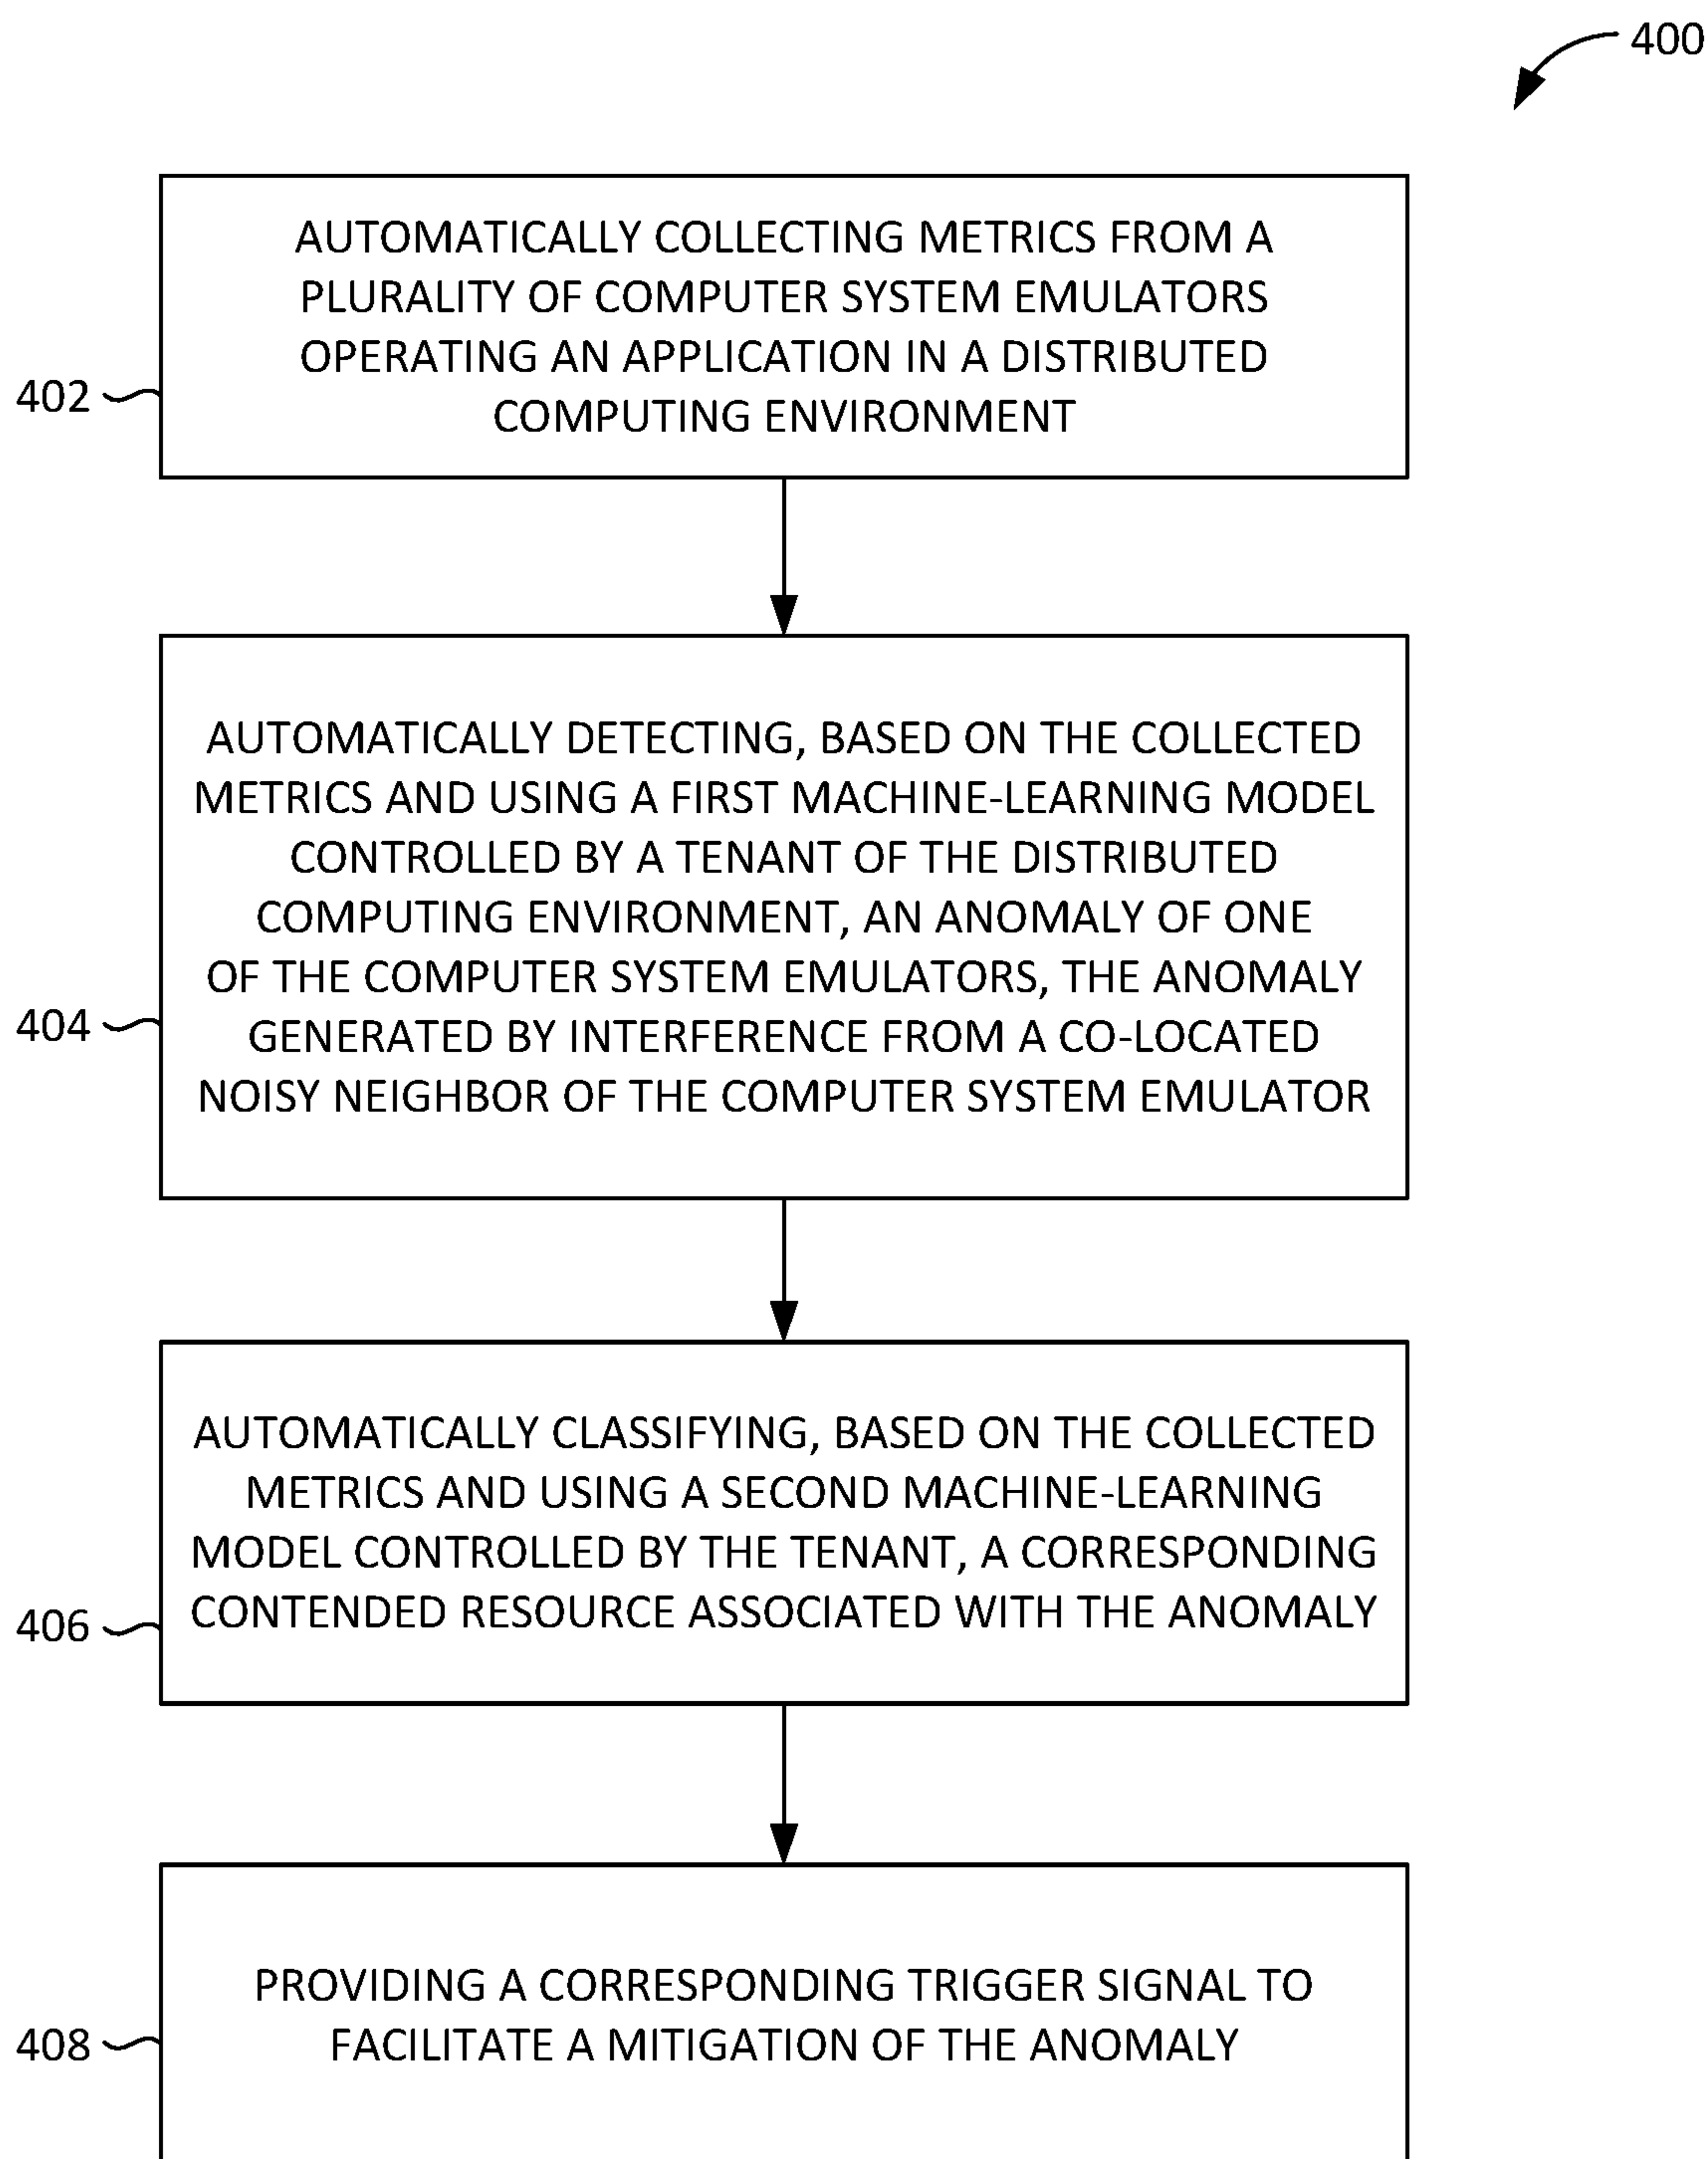 400
AUTOMATICALLY COLLECTING METRICS FROM A
PLURALITY OF COMPUTER SYSTEM EMULATORS
OPERATING AN APPLICATION IN A DISTRIBUTED
COMPUTING ENVIRONMENT
402
AUTOMATICALLY DETECTING, BASED ON THE COLLECTED
METRICS AND USING A FIRST MACHINE-LEARNING MODEL
CONTROLLED BY A TENANT OF THE DISTRIBUTED
COMPUTING ENVIRONMENT, AN ANOMALY OF ONE
OF THE COMPUTER SYSTEM EMULATORS, THE ANOMALY
GENERATED BY INTERFERENCE FROM A CO-LOCATED
NOISY NEIGHBOR OF THE COMPUTER SYSTEM EMULATOR
404
AUTOMATICALLY CLASSIFYING, BASED ON THE COLLECTED
METRICS AND USING A SECOND MACHINE-LEARNING
MODEL CONTROLLED BY THE TENANT, A CORRESPONDING
CONTENDED RESOURCE ASSOCIATED WITH THE ANOMALY
406
PROVIDING A CORRESPONDING TRIGGER SIGNAL TO
FACILITATE A MITIGATION OF THE ANOMALY
408